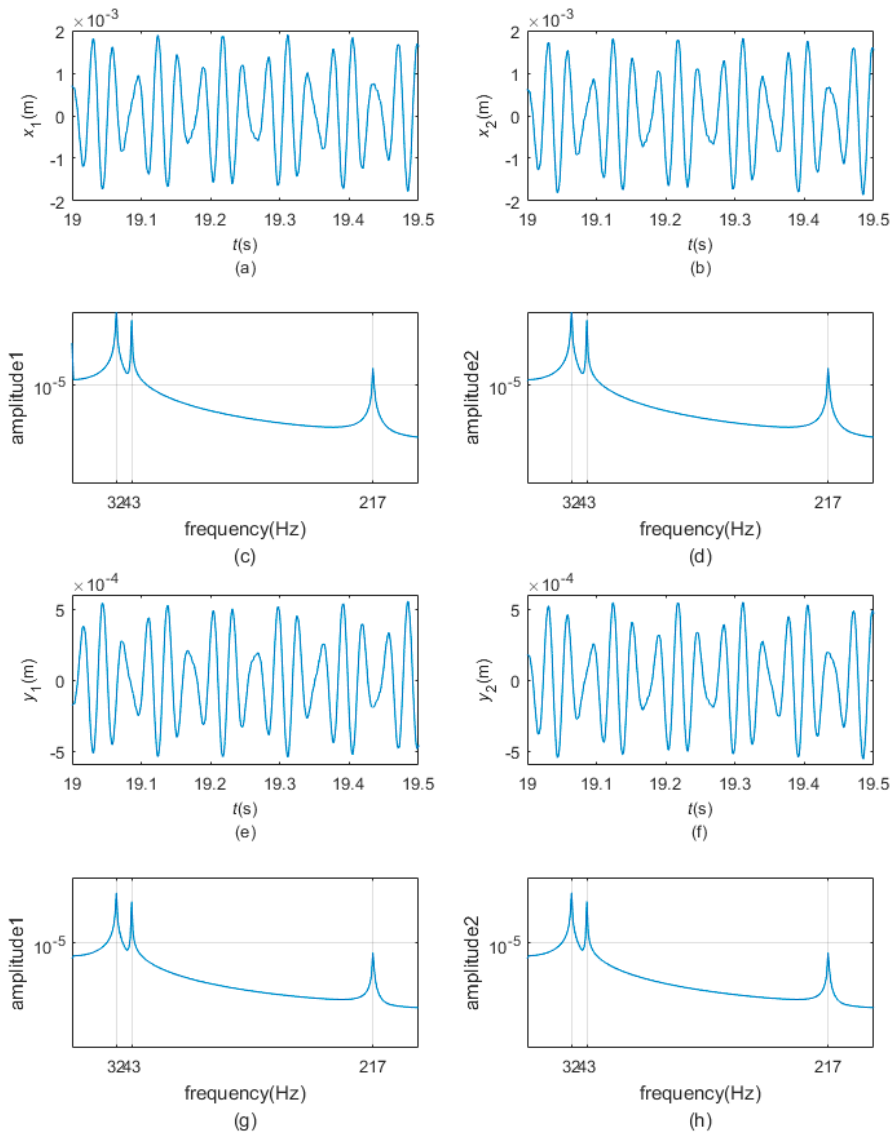 ×10⁻³
2
1
0
-1
-2
x₁(m)
19 19.1 19.2 19.3 19.4 19.5
t(s)
(a)
×10⁻³
2
1
0
-1
-2
x₂(m)
19 19.1 19.2 19.3 19.4 19.5
t(s)
(b)
amplitude1
10⁻⁵
3243 217
frequency(Hz)
(c)
amplitude2
10⁻⁵
3243 217
frequency(Hz)
(d)
×10⁻⁴
5
0
-5
y₁(m)
19 19.1 19.2 19.3 19.4 19.5
t(s)
(e)
×10⁻⁴
5
0
-5
y₂(m)
19 19.1 19.2 19.3 19.4 19.5
t(s)
(f)
amplitude1
10⁻⁵
3243 217
frequency(Hz)
(g)
amplitude2
10⁻⁵
3243 217
frequency(Hz)
(h)